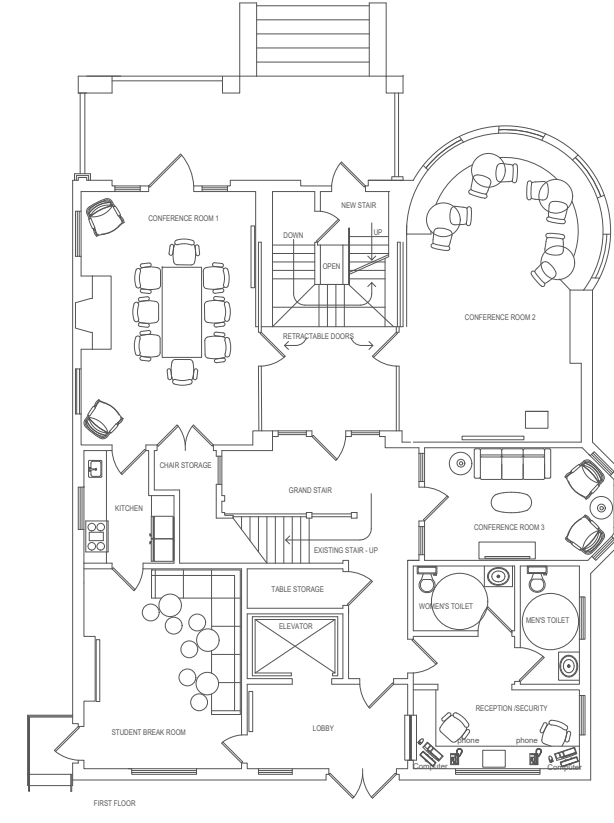 NEW STAIR
CONFERENCE ROOM 1
DOWN
UP
OPEN
CONFERENCE ROOM 2
RETRACTABLE DOORS
CHAIR STORAGE
GRAND STAIR
KITCHEN
CONFERENCE ROOM 3
EXISTING STAIR - UP
TABLE STORAGE
WOMEN'S TOILET
MEN'S TOILET
ELEVATOR
RECEPTION /SECURITY
STUDENT BREAK ROOM
LOBBY
phone
phone
Computer
Computer
FIRST FLOOR